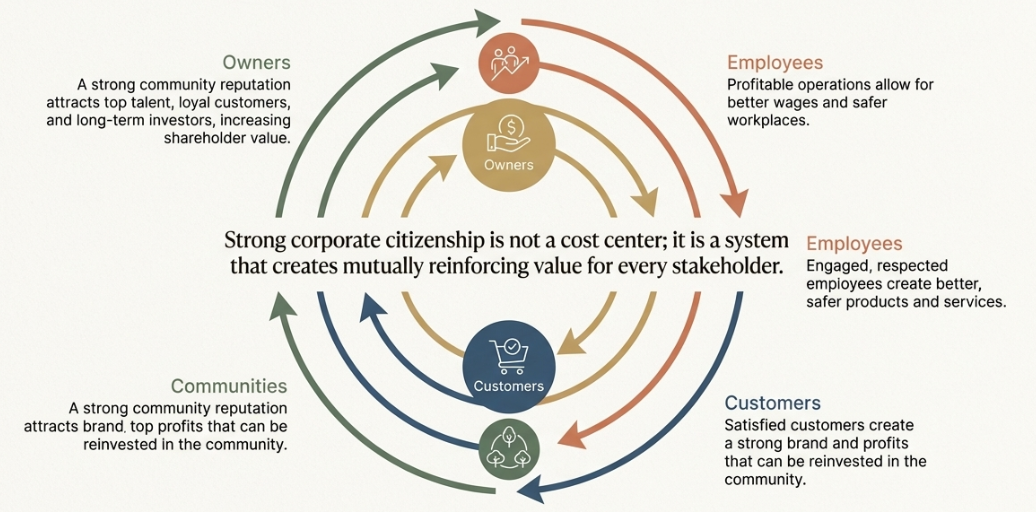 Owners
A strong community reputation
attracts top talent, loyal customers,
and long-term investors, increasing
shareholder value.
Employees
Profitable operations allow for
better wages and safer
workplaces.
$
Owners
Strong corporate citizenship is not a cost center; it is a system
that creates mutually reinforcing value for every stakeholder.
Employees
Engaged, respected
employees create better,
safer products and services.
Customers
Communities
A strong community reputation
attracts brand, top profits that can be
reinvested in the community.
Customers
Satisfied customers create
a strong brand and profits
that can be reinvested in the
community.